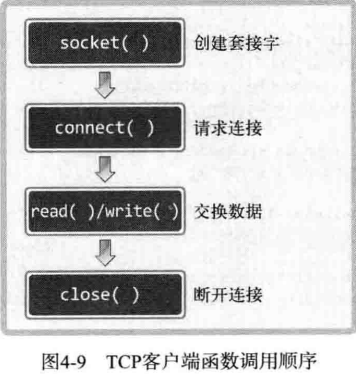 socket( ) 创建套接字
connect( ) 请求连接
read( )/write( ) 交换数据
close( ) 断开连接
图4-9 TCP客户端函数调用顺序